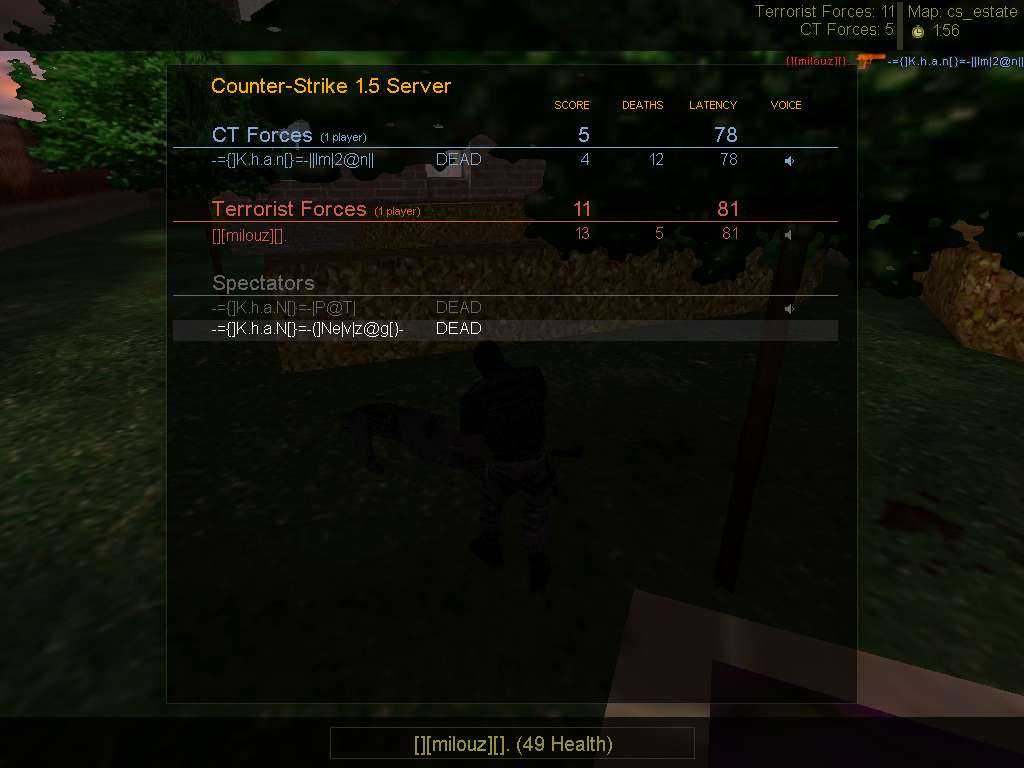 Terrorist Forces: 11 Map: cs_estate
CT Forces: 5 1:56
[][milouz][]. -={]K.h.a.n[}=-||Im|2@n||
Counter-Strike 1.5 Server
SCORE DEATHS LATENCY VOICE
CT Forces (1 player) 5 78
-={]K.h.a.n[}=-||Im|2@n|| DEAD 4 12 78
Terrorist Forces (1 player) 11 81
[][milouz][]. 13 5 81
Spectators
-={]K.h.a.N[}=-|P@T| DEAD
-={]K.h.a.N[}=-(]Ne|v|z@g[)- DEAD
[][milouz][]. (49 Health)